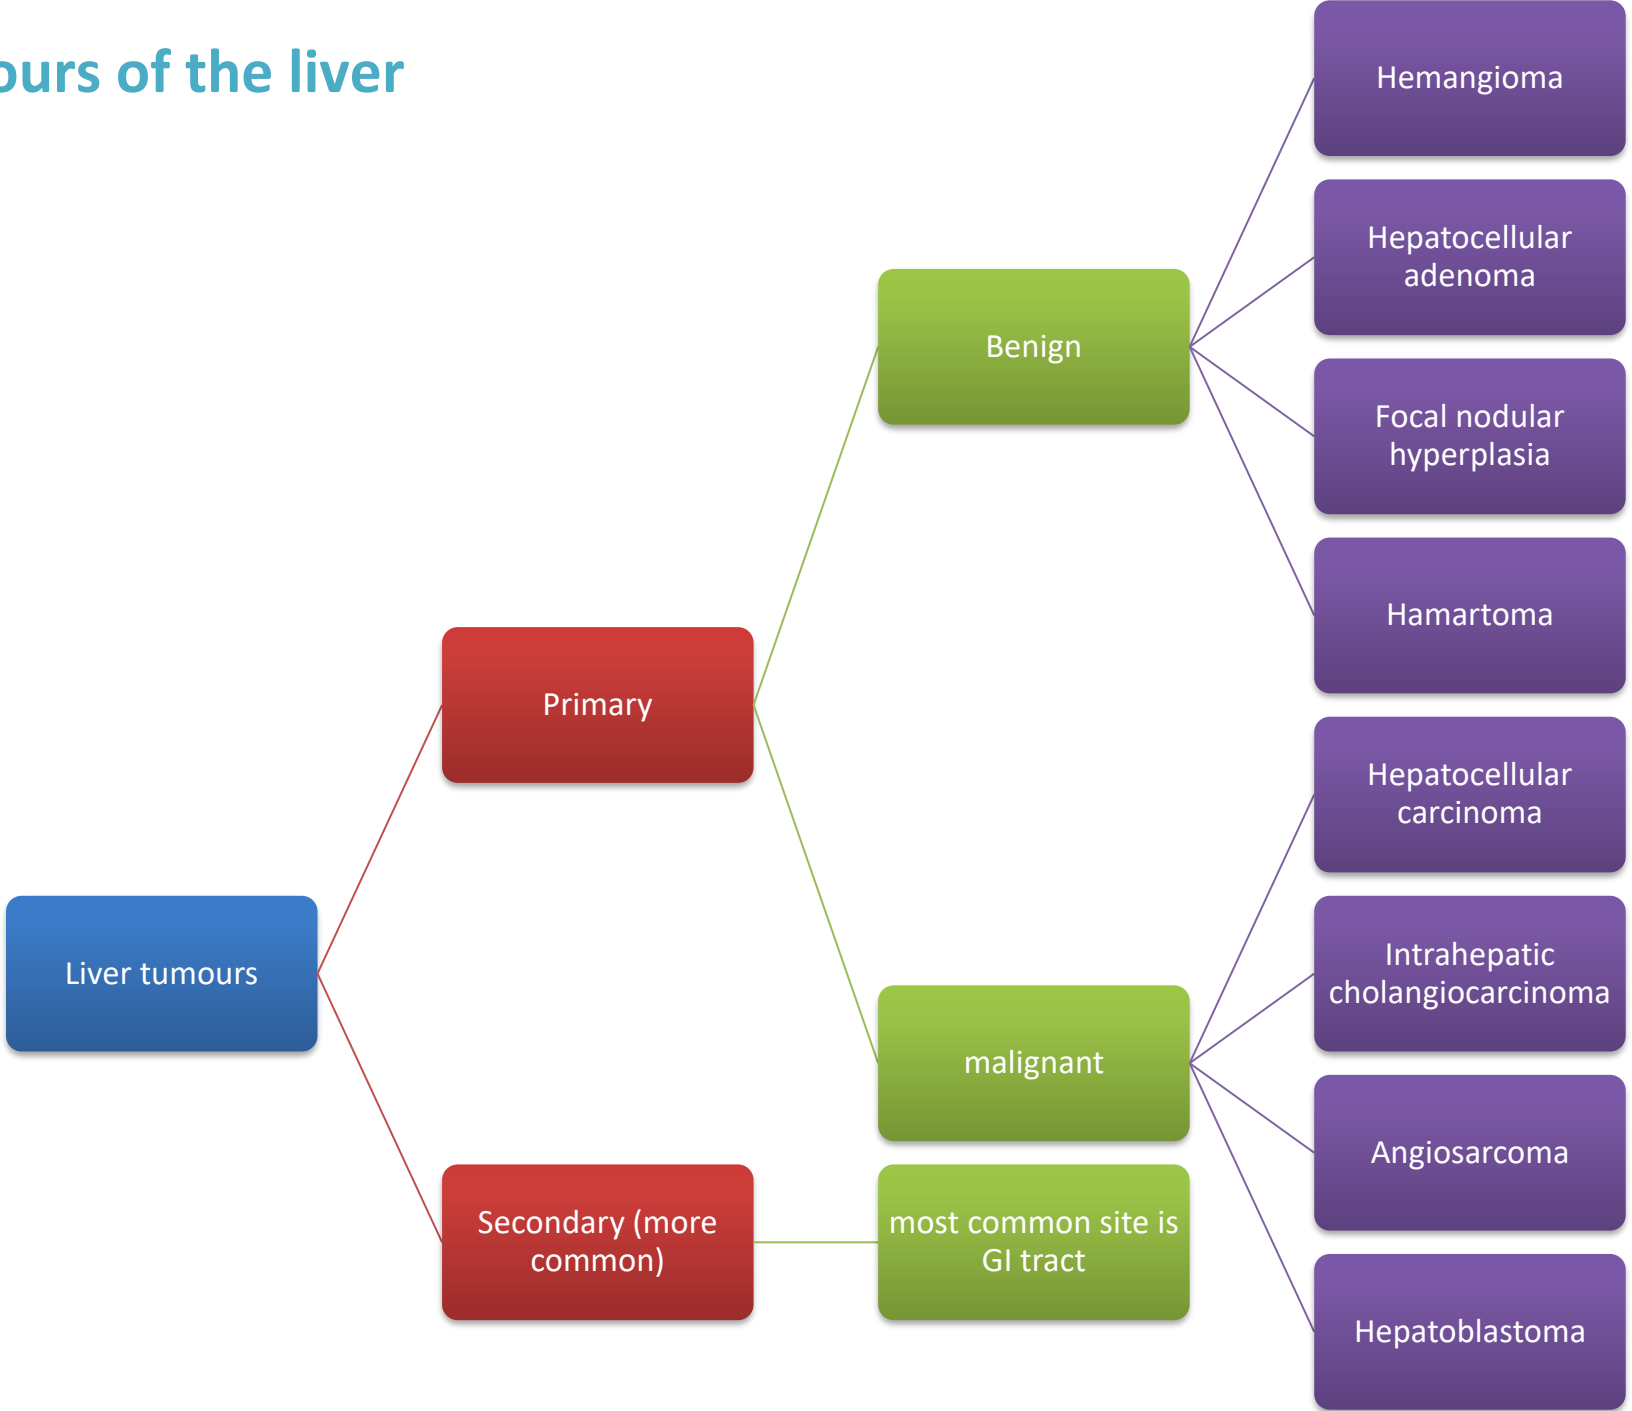 ours of the liver
Liver tumours
Primary
Benign
Hemangioma
Hepatocellular
adenoma
Focal nodular
hyperplasia
Hamartoma
malignant
Hepatocellular
carcinoma
Intrahepatic
cholangiocarcinoma
Angiosarcoma
Hepatoblastoma
Secondary (more
common)
most common site is
GI tract